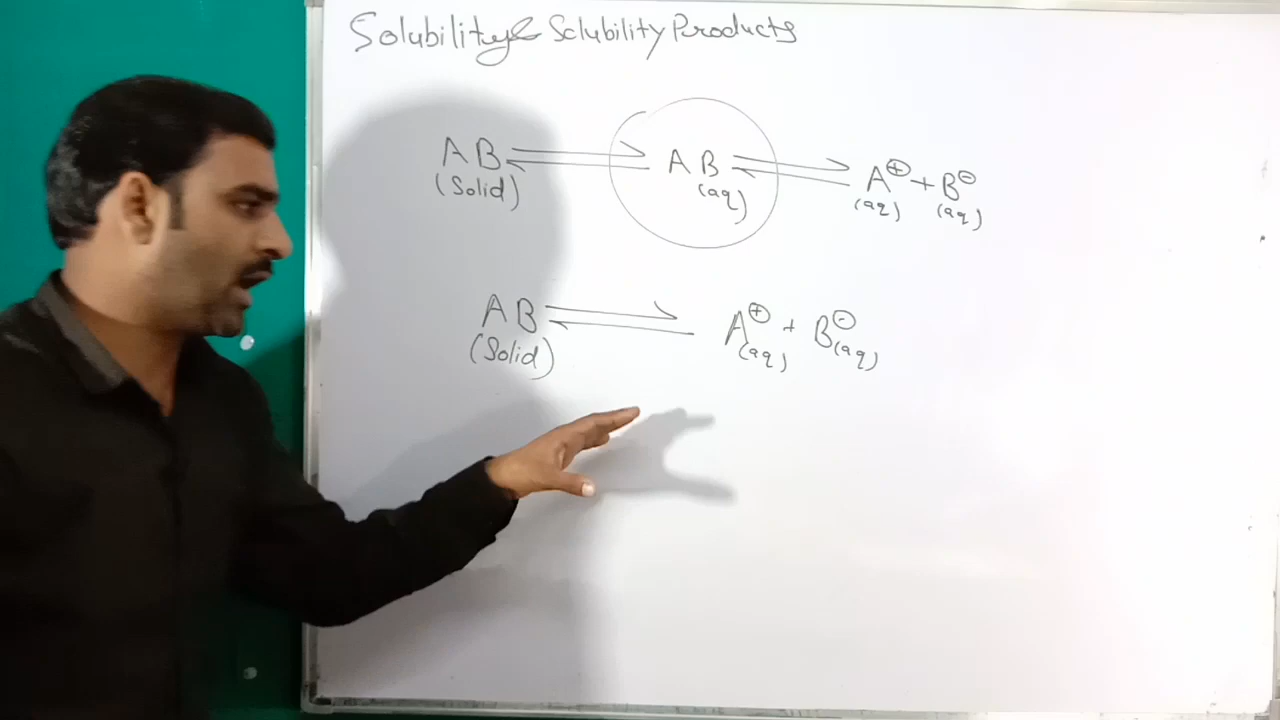 Solubility & Solubility Products
AB ⇌ AB ⇌ A⊕ + B⊖
(Solid) (aq) (aq) (aq)
AB ⇌ A⊕ + B⊖
(Solid) (aq) (aq)